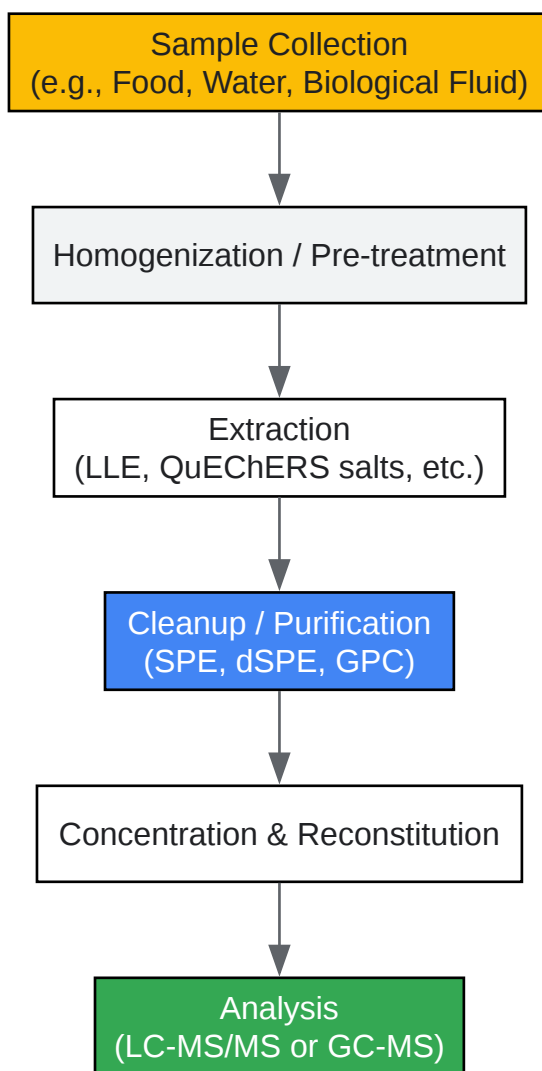 Sample Collection
(e.g., Food, Water, Biological Fluid)
Homogenization / Pre-treatment
Extraction
(LLE, QuEChERS salts, etc.)
Cleanup / Purification
(SPE, dSPE, GPC)
Concentration & Reconstitution
Analysis
(LC-MS/MS or GC-MS)